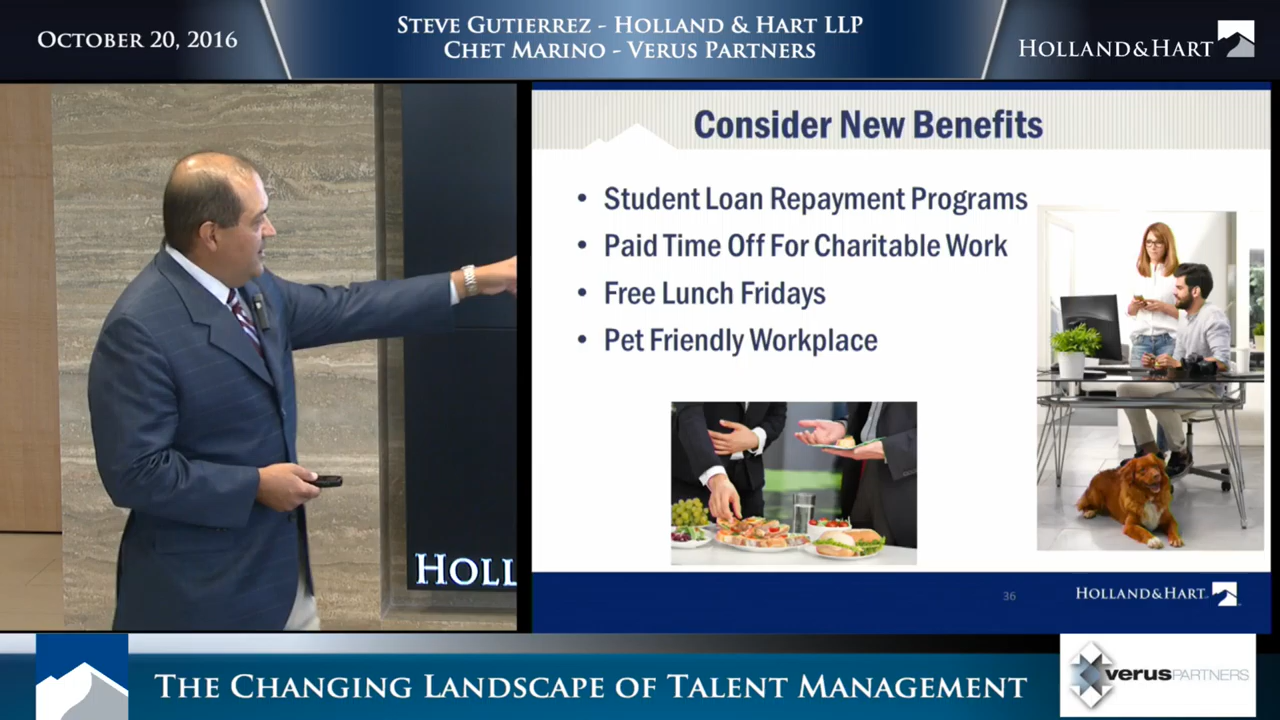 OCTOBER 20, 2016
STEVE GUTIERREZ - HOLLAND & HART LLP
CHET MARINO - VERUS PARTNERS
HOLLAND&HART
Consider New Benefits
• Student Loan Repayment Programs
• Paid Time Off For Charitable Work
• Free Lunch Fridays
• Pet Friendly Workplace
HOLL
36
HOLLAND&HART
THE CHANGING LANDSCAPE OF TALENT MANAGEMENT
verusPARTNERS